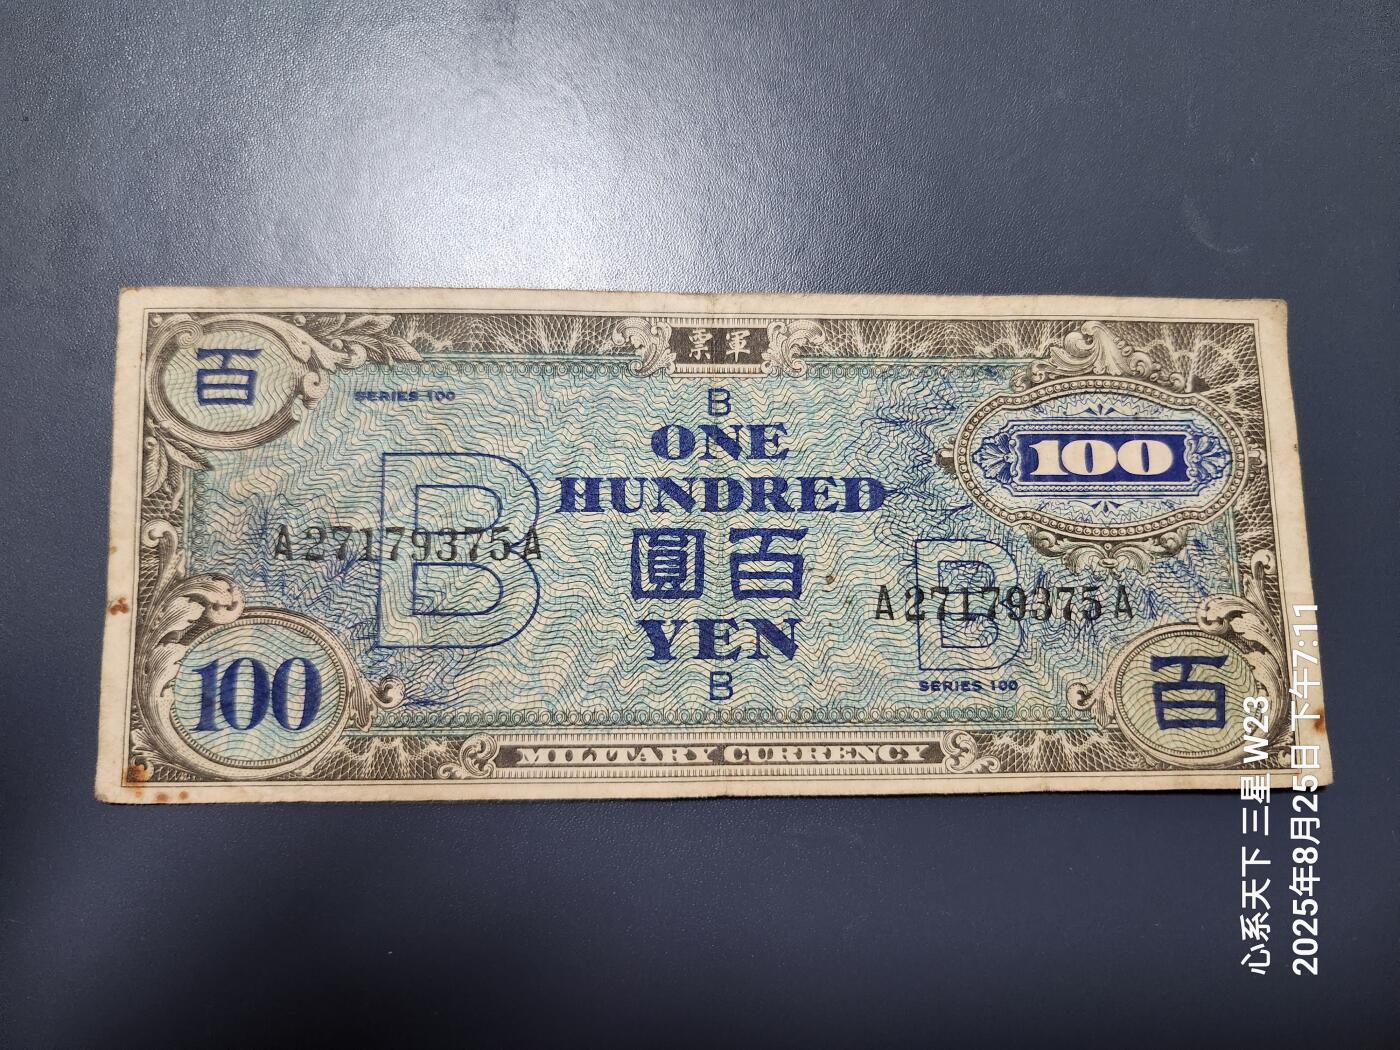 票軍
百
SERIES 100
100
B
ONE
HUNDRED
圓百
YEN
B
B
B
A27179375A
A27179375A
SERIES 100
100
百
MILITARY CURRENCY
心系天下 三星 W23
2025年8月25日 下午7:11